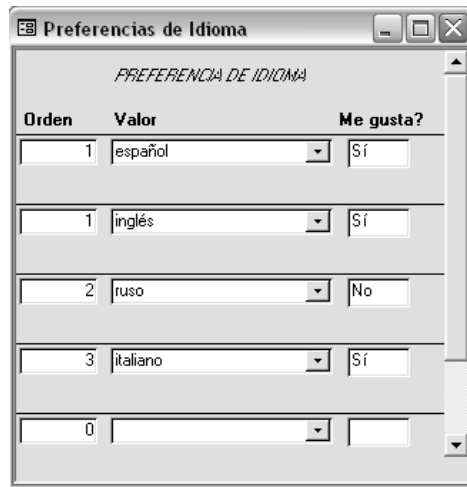 Preferencias de Idioma
PREFERENCIA DE IDIOMA
Orden Valor Me gusta?
1 español Sí
1 inglés Sí
2 ruso No
3 italiano Sí
0